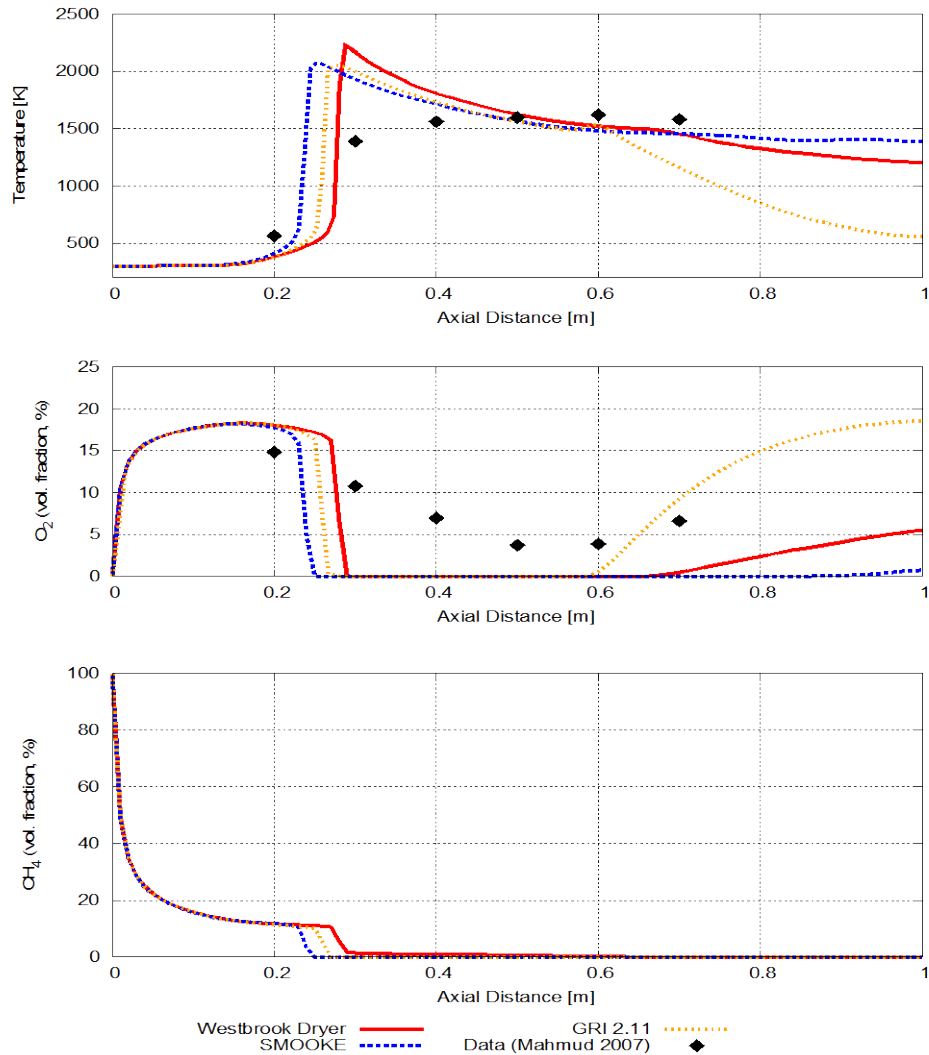 2500
2000
1500
1000
500
Temperature [K]
0 0.2 0.4 0.6 0.8 1
Axial Distance [m]
25
20
15
10
5
0
O2 (vol. fraction, %)
0 0.2 0.4 0.6 0.8 1
Axial Distance [m]
100
80
60
40
20
0
CH4 (vol. fraction, %)
0 0.2 0.4 0.6 0.8 1
Axial Distance [m]
Westbrook Dryer GRI 2.11
SMOOKE Data (Mahmud 2007)